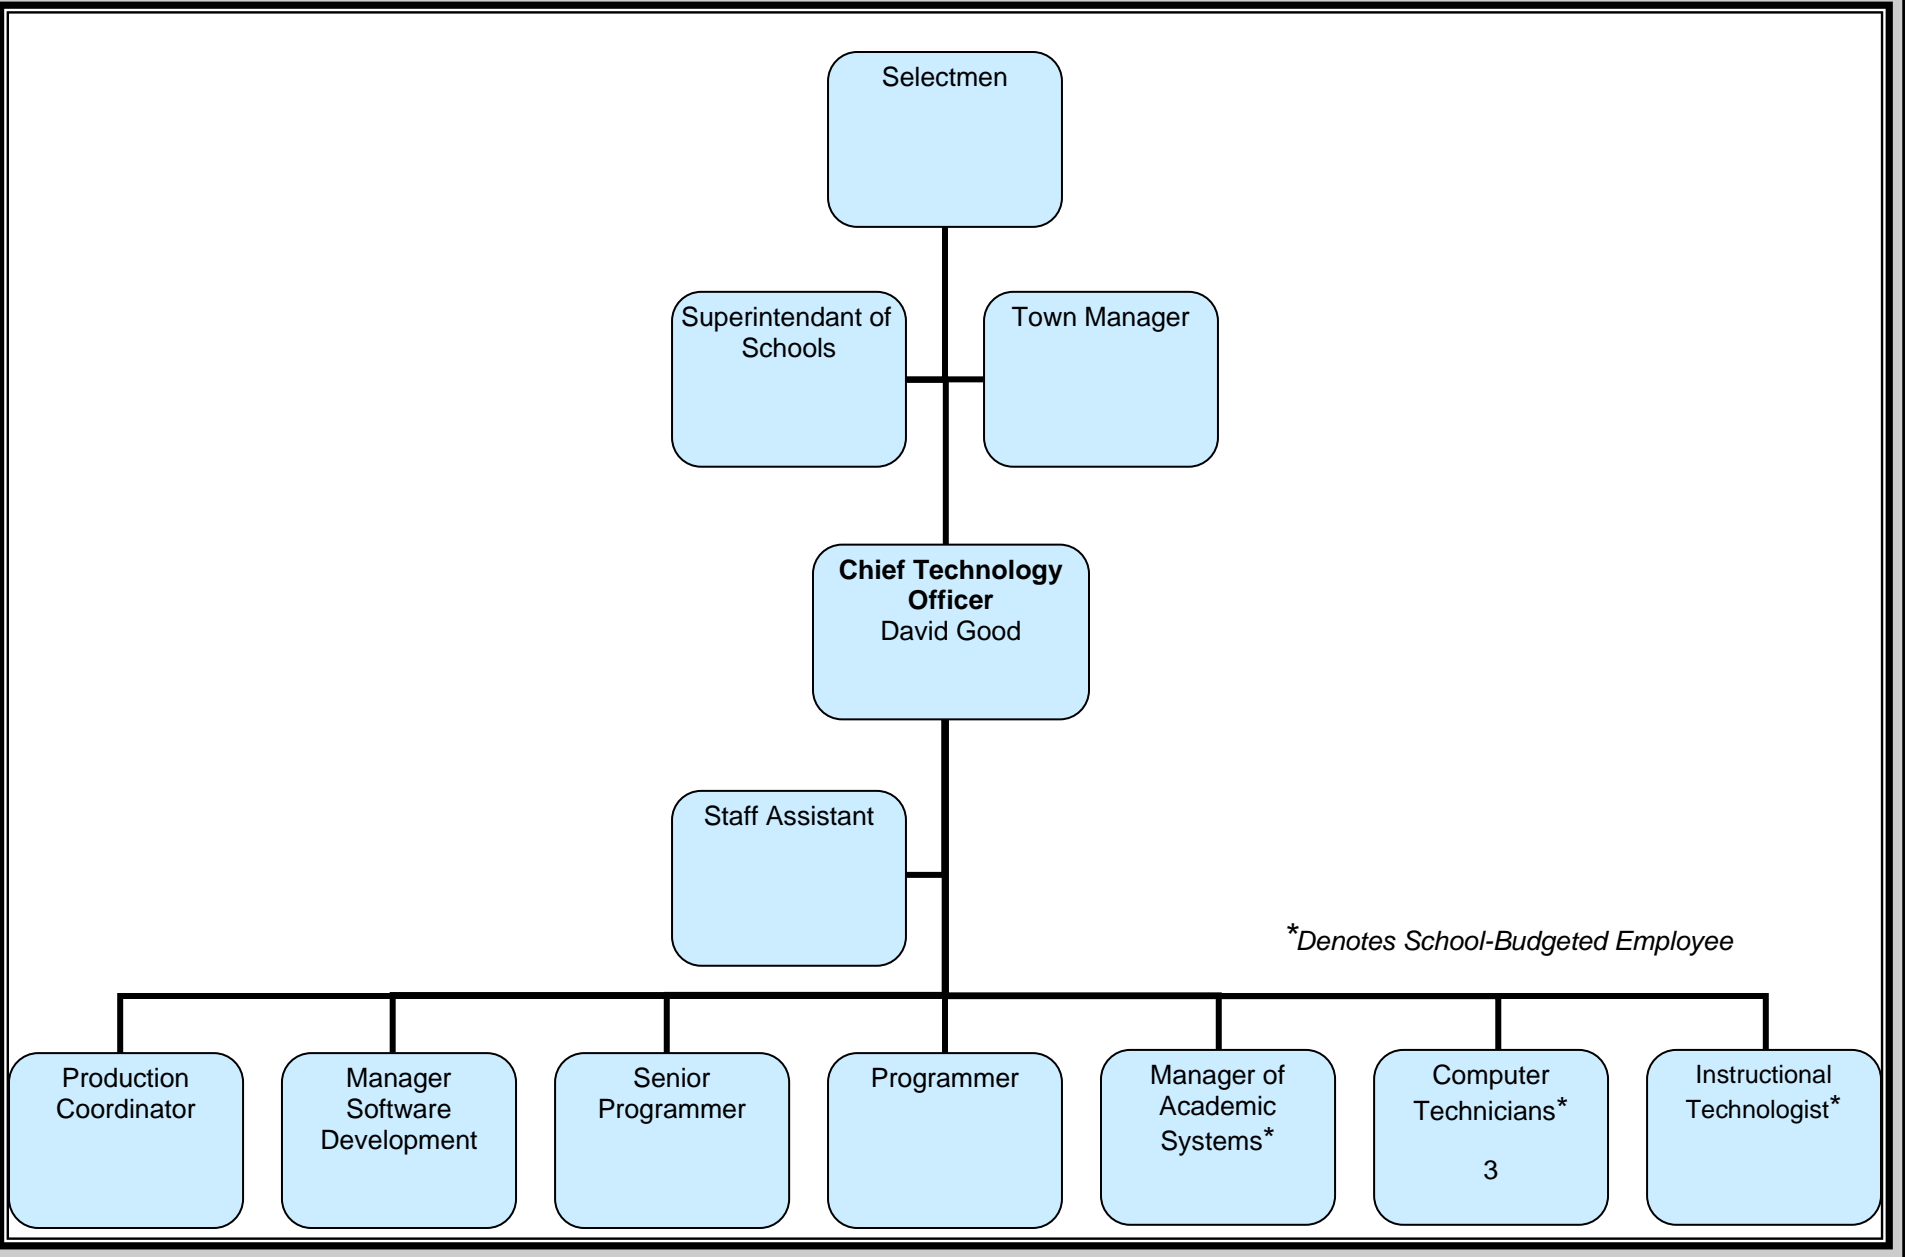 Selectmen
Superintendant of
Schools
Town Manager
Chief Technology
Officer
David Good
Staff Assistant
*Denotes School-Budgeted Employee
Production
Coordinator
Manager
Software
Development
Senior
Programmer
Programmer
Manager of
Academic
Systems*
Computer
Technicians*
3
Instructional
Technologist*